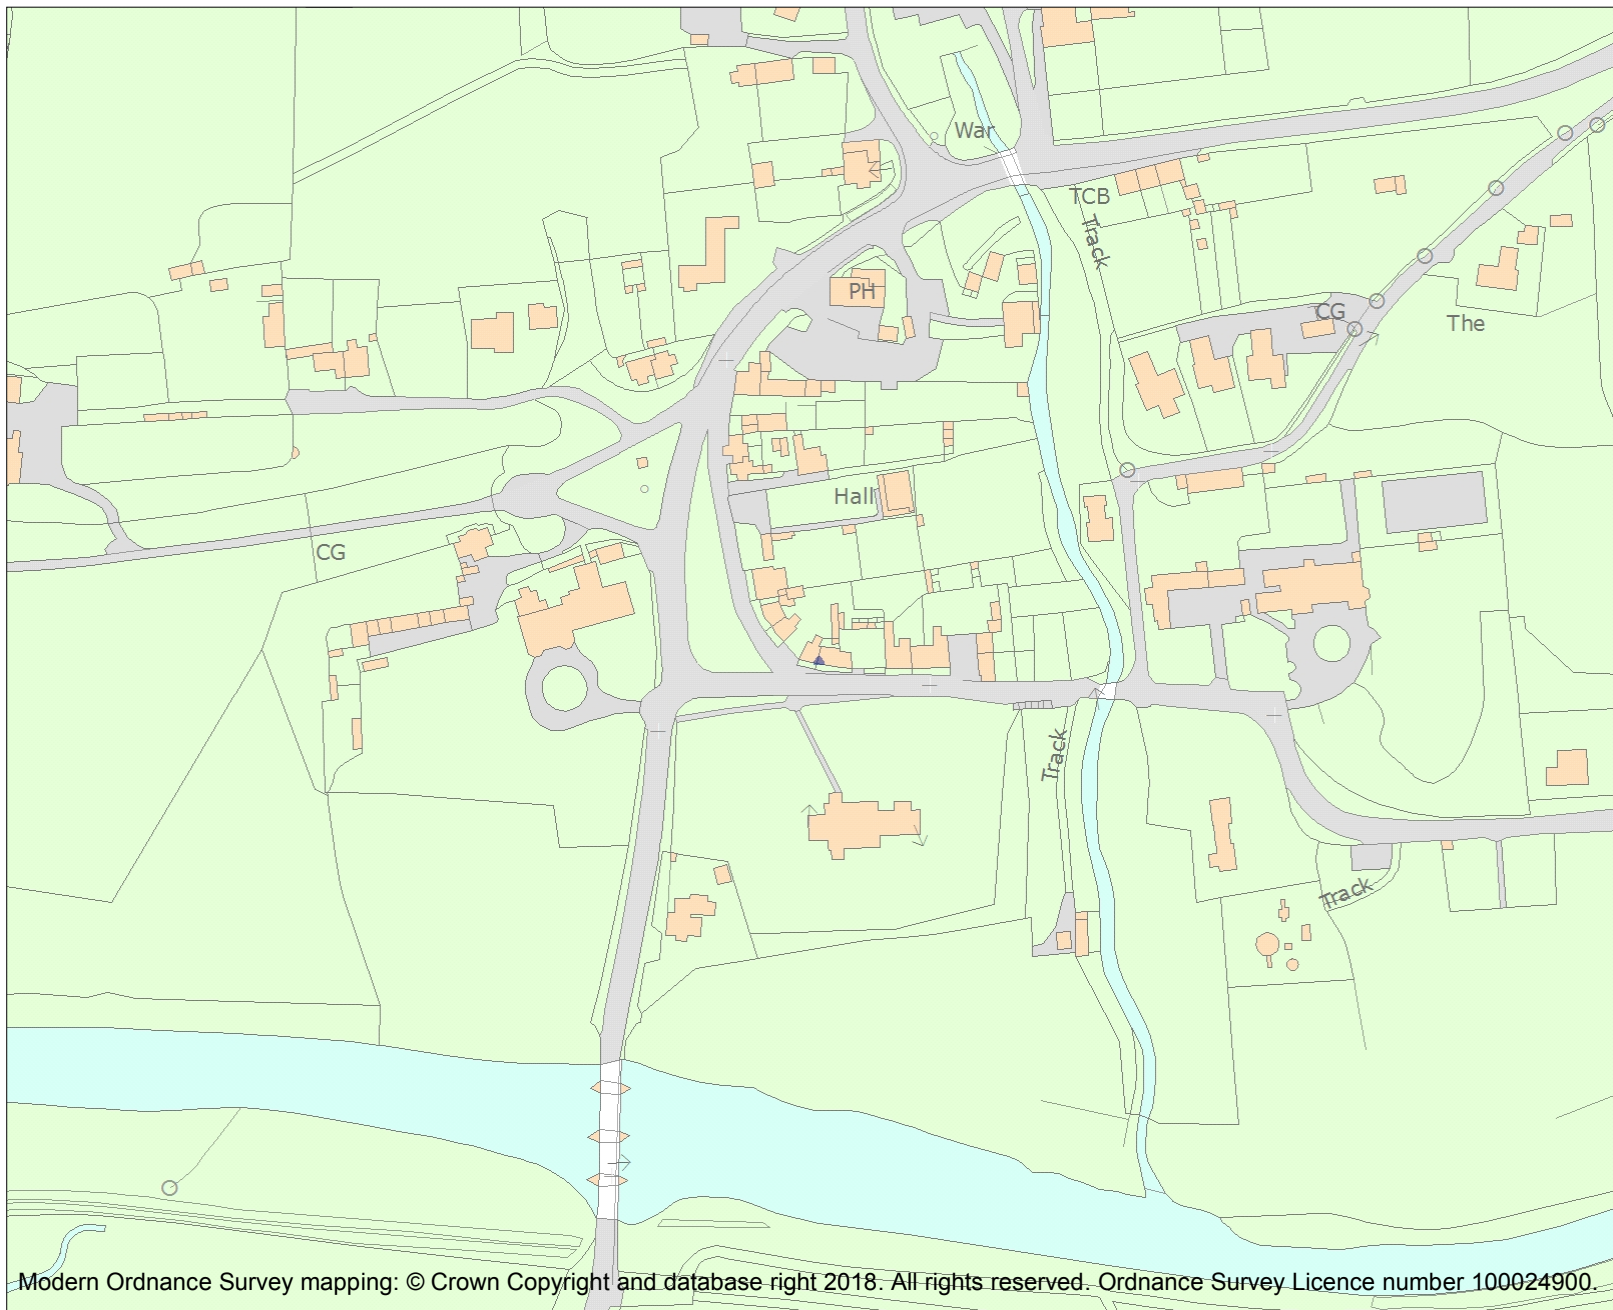 War
TCB
Track
PH
CG
The
Hall
CG
Track
Track
Modern Ordnance Survey mapping: © Crown Copyright and database right 2018. All rights reserved. Ordnance Survey Licence number 100024900.